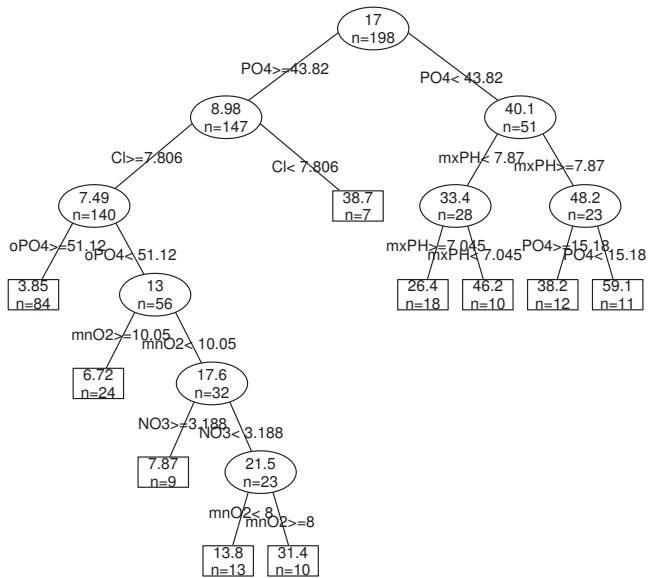 17
n=198
PO4>=43.82
PO4< 43.82
8.98
n=147
40.1
n=51
Cl>=7.806
Cl< 7.806
mxPH< 7.87
mxPH>=7.87
7.49
n=140
38.7
n=7
33.4
n=28
48.2
n=23
oPO4>=51.12
oPO4< 51.12
mxPH>=7.045
mxPH< 7.045
PO4>=15.18
PO4< 15.18
3.85
n=84
13
n=56
26.4
n=18
46.2
n=10
38.2
n=12
59.1
n=11
mnO2>=10.05
mnO2< 10.05
6.72
n=24
17.6
n=32
NO3>=3.188
NO3< 3.188
7.87
n=9
21.5
n=23
mnO2< 8
mnO2>=8
13.8
n=13
31.4
n=10